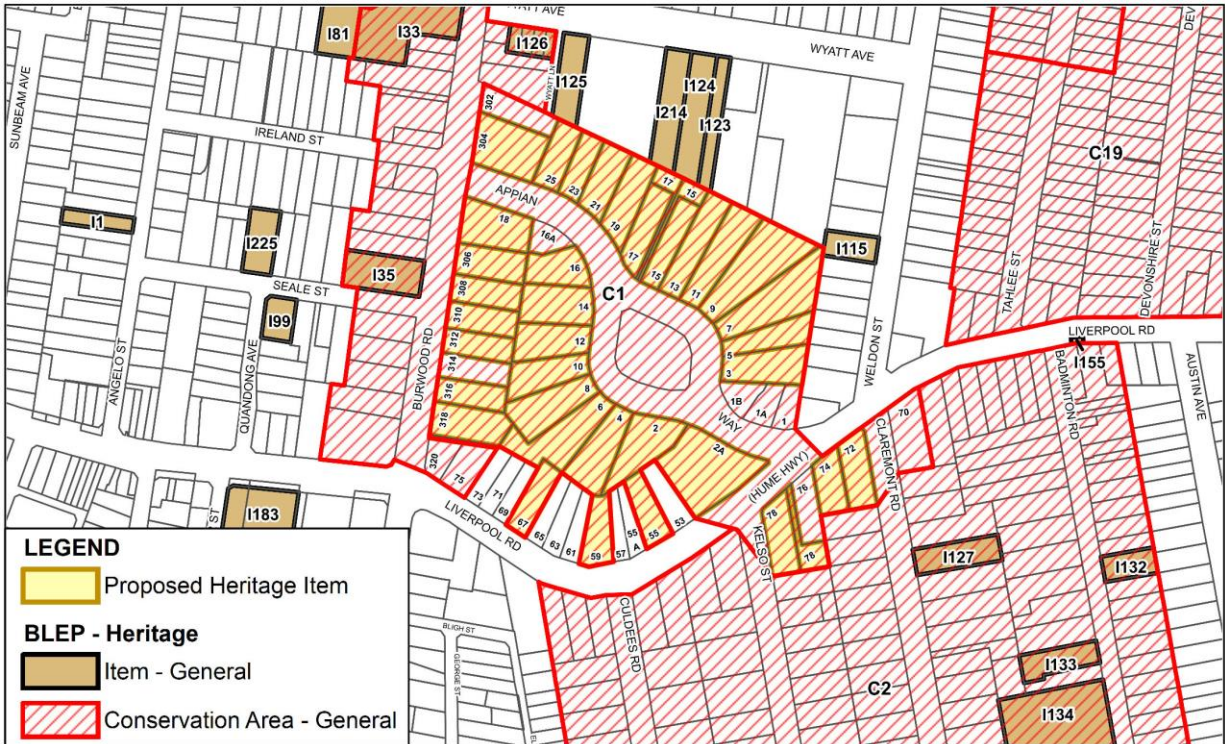 WYATT AVE
I81
I33
I126
I125
WYATT LN
I124
I214
I123
WYATT AVE
DEV
SUNBEAM AVE
IRELAND ST
302
304
25
23
21
19
17
17
15
15
13
11
9
7
5
3
1B
1A
1
APPIAN
WAY
C1
C19
I1
I225
I35
I99
SEALE ST
I115
18
16A
16
14
12
10
8
6
4
2
2A
306
308
310
312
314
316
318
320
75
73
71
69
67
65
63
61
59
57
55
A
55
53
BURWOOD RD
ANGELO ST
QUANDONG AVE
WELDON ST
TAHLEE ST
DEVONSHIRE ST
LIVERPOOL RD
I155
BADMINTON RD
AUSTIN AVE
70
72
74
76
78
78
(HUME HWY)
CLAREMONT RD
KELSO ST
LIVERPOOL RD
I183
ST
I127
I132
I133
I134
C2
CULDEES RD
BLIGH ST
GEORGE ST
EL
LEGEND
Proposed Heritage Item
BLEP - Heritage
Item - General
Conservation Area - General